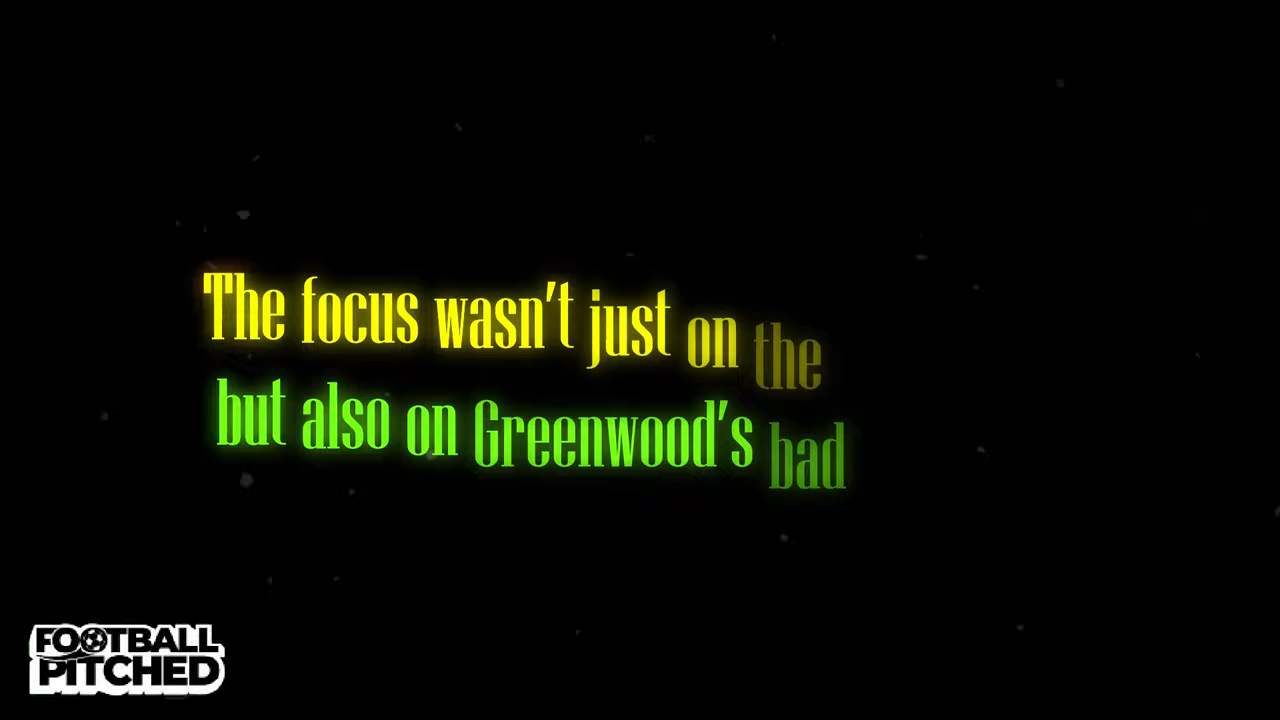 The focus wasn't just on the
but also on Greenwood's bad
FOOTBALL
PITCHED